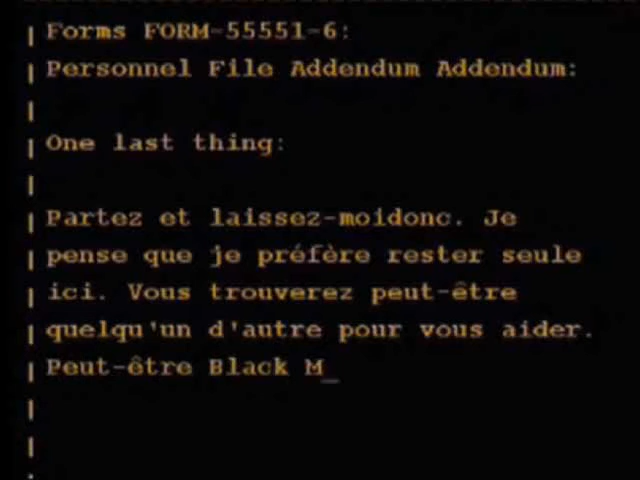 Forms FORM-55551-6:
Personnel File Addendum Addendum:
One last thing:
Partez et laissez-moidonc. Je
pense que je préfère rester seule
ici. Vous trouverez peut-être
quelqu'un d'autre pour vous aider.
Peut-être Black M_